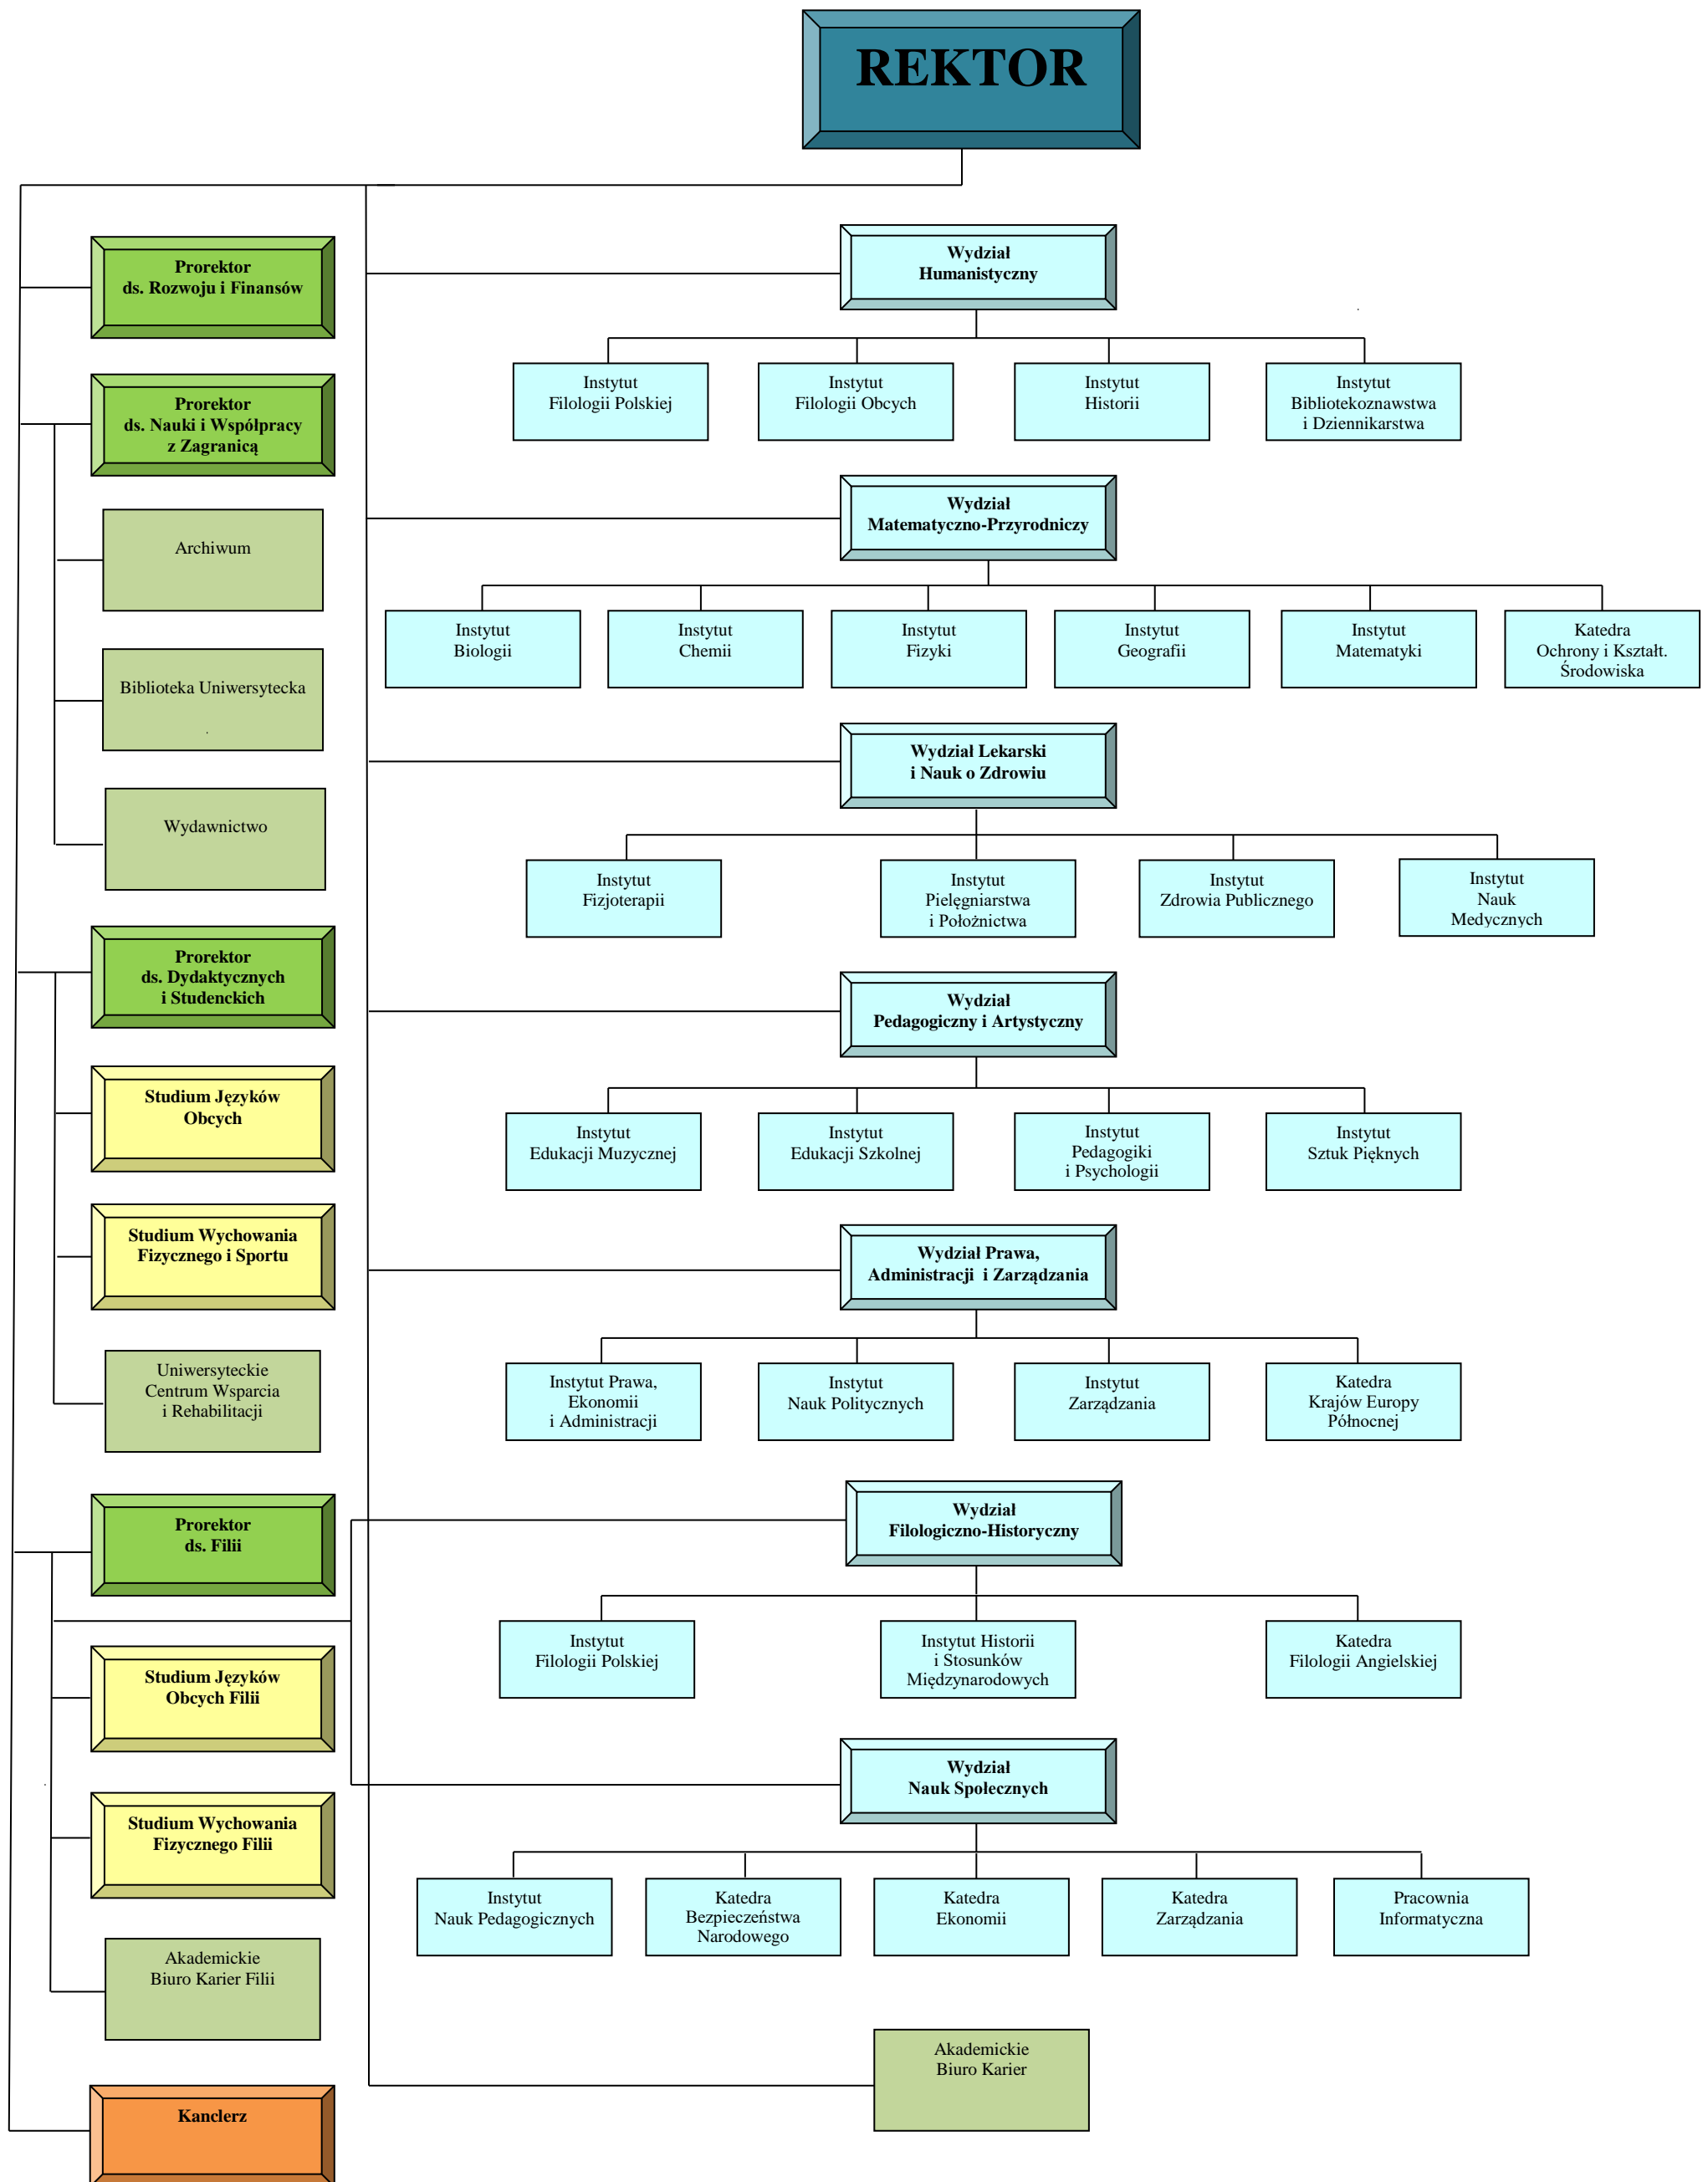 REKTOR
Prorektor
ds. Rozwoju i Finansów
Prorektor
ds. Nauki i Współpracy
z Zagranicą
Archiwum
Biblioteka Uniwersytecka
.
Wydawnictwo
Prorektor
ds. Dydaktycznych
i Studenckich
Studium Języków
Obcych
Studium Wychowania
Fizycznego i Sportu
Uniwersyteckie
Centrum Wsparcia
i Rehabilitacji
Prorektor
ds. Filii
Studium Języków
Obcych Filii
Studium Wychowania
Fizycznego Filii
Akademickie
Biuro Karier Filii
Kanclerz
Wydział
Humanistyczny
Instytut
Filologii Polskiej
Instytut
Filologii Obcych
Instytut
Historii
Instytut
Bibliotekoznawstwa
i Dziennikarstwa
Wydział
Matematyczno-Przyrodniczy
Instytut
Biologii
Instytut
Chemii
Instytut
Fizyki
Instytut
Geografii
Instytut
Matematyki
Katedra
Ochrony i Kształt.
Środowiska
Wydział Lekarski
i Nauk o Zdrowiu
Instytut
Fizjoterapii
Instytut
Pielęgniarstwa
i Położnictwa
Instytut
Zdrowia Publicznego
Instytut
Nauk
Medycznych
Wydział
Pedagogiczny i Artystyczny
Instytut
Edukacji Muzycznej
Instytut
Edukacji Szkolnej
Instytut
Pedagogiki
i Psychologii
Instytut
Sztuk Pięknych
Wydział Prawa,
Administracji i Zarządzania
Instytut Prawa,
Ekonomii
i Administracji
Instytut
Nauk Politycznych
Instytut
Zarządzania
Katedra
Krajów Europy
Północnej
Wydział
Filologiczno-Historyczny
Instytut
Filologii Polskiej
Instytut Historii
i Stosunków
Międzynarodowych
Katedra
Filologii Angielskiej
Wydział
Nauk Społecznych
Instytut
Nauk Pedagogicznych
Katedra
Bezpieczeństwa
Narodowego
Katedra
Ekonomii
Katedra
Zarządzania
Pracownia
Informatyczna
Akademickie
Biuro Karier